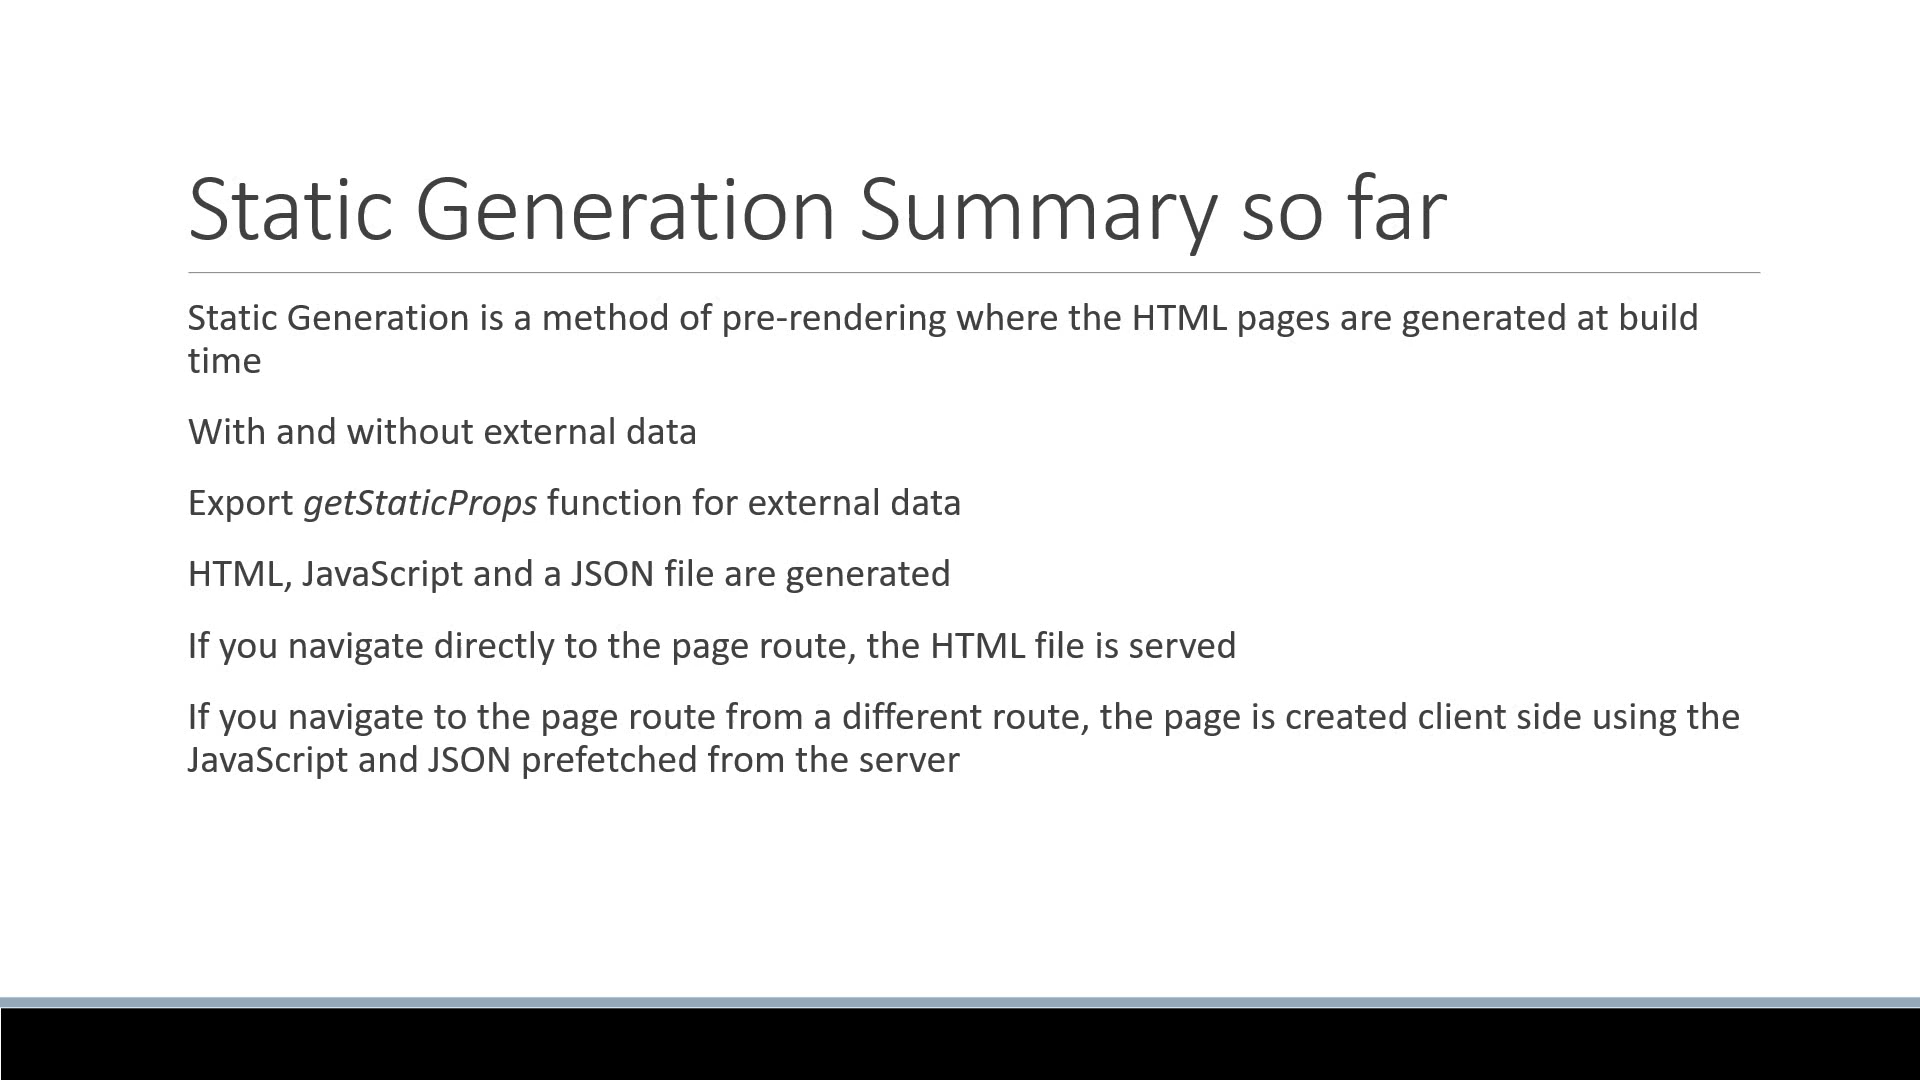 Static Generation Summary so far
Static Generation is a method of pre-rendering where the HTML pages are generated at build
time
With and without external data
Export getStaticProps function for external data
HTML, JavaScript and a JSON file are generated
If you navigate directly to the page route, the HTML file is served
If you navigate to the page route from a different route, the page is created client side using the
JavaScript and JSON prefetched from the server